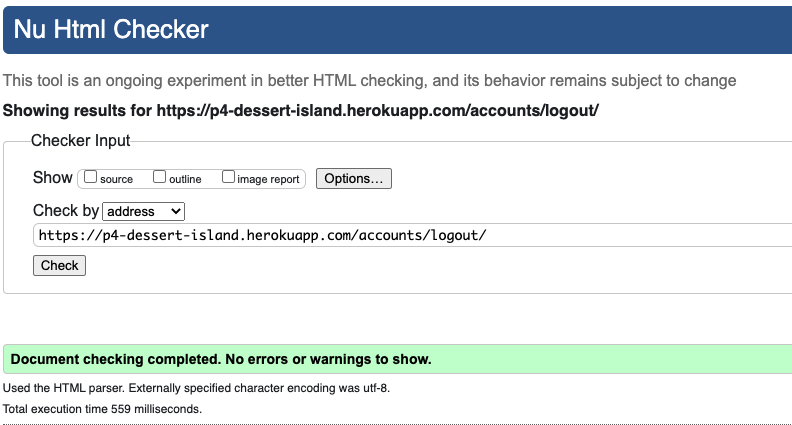 Nu Html Checker
This tool is an ongoing experiment in better HTML checking, and its behavior remains subject to change
Showing results for https://p4-dessert-island.herokuapp.com/accounts/logout/
Checker Input
Show source outline image report Options...
Check by address
https://p4-dessert-island.herokuapp.com/accounts/logout/
Check
Document checking completed. No errors or warnings to show.
Used the HTML parser. Externally specified character encoding was utf-8.
Total execution time 559 milliseconds.